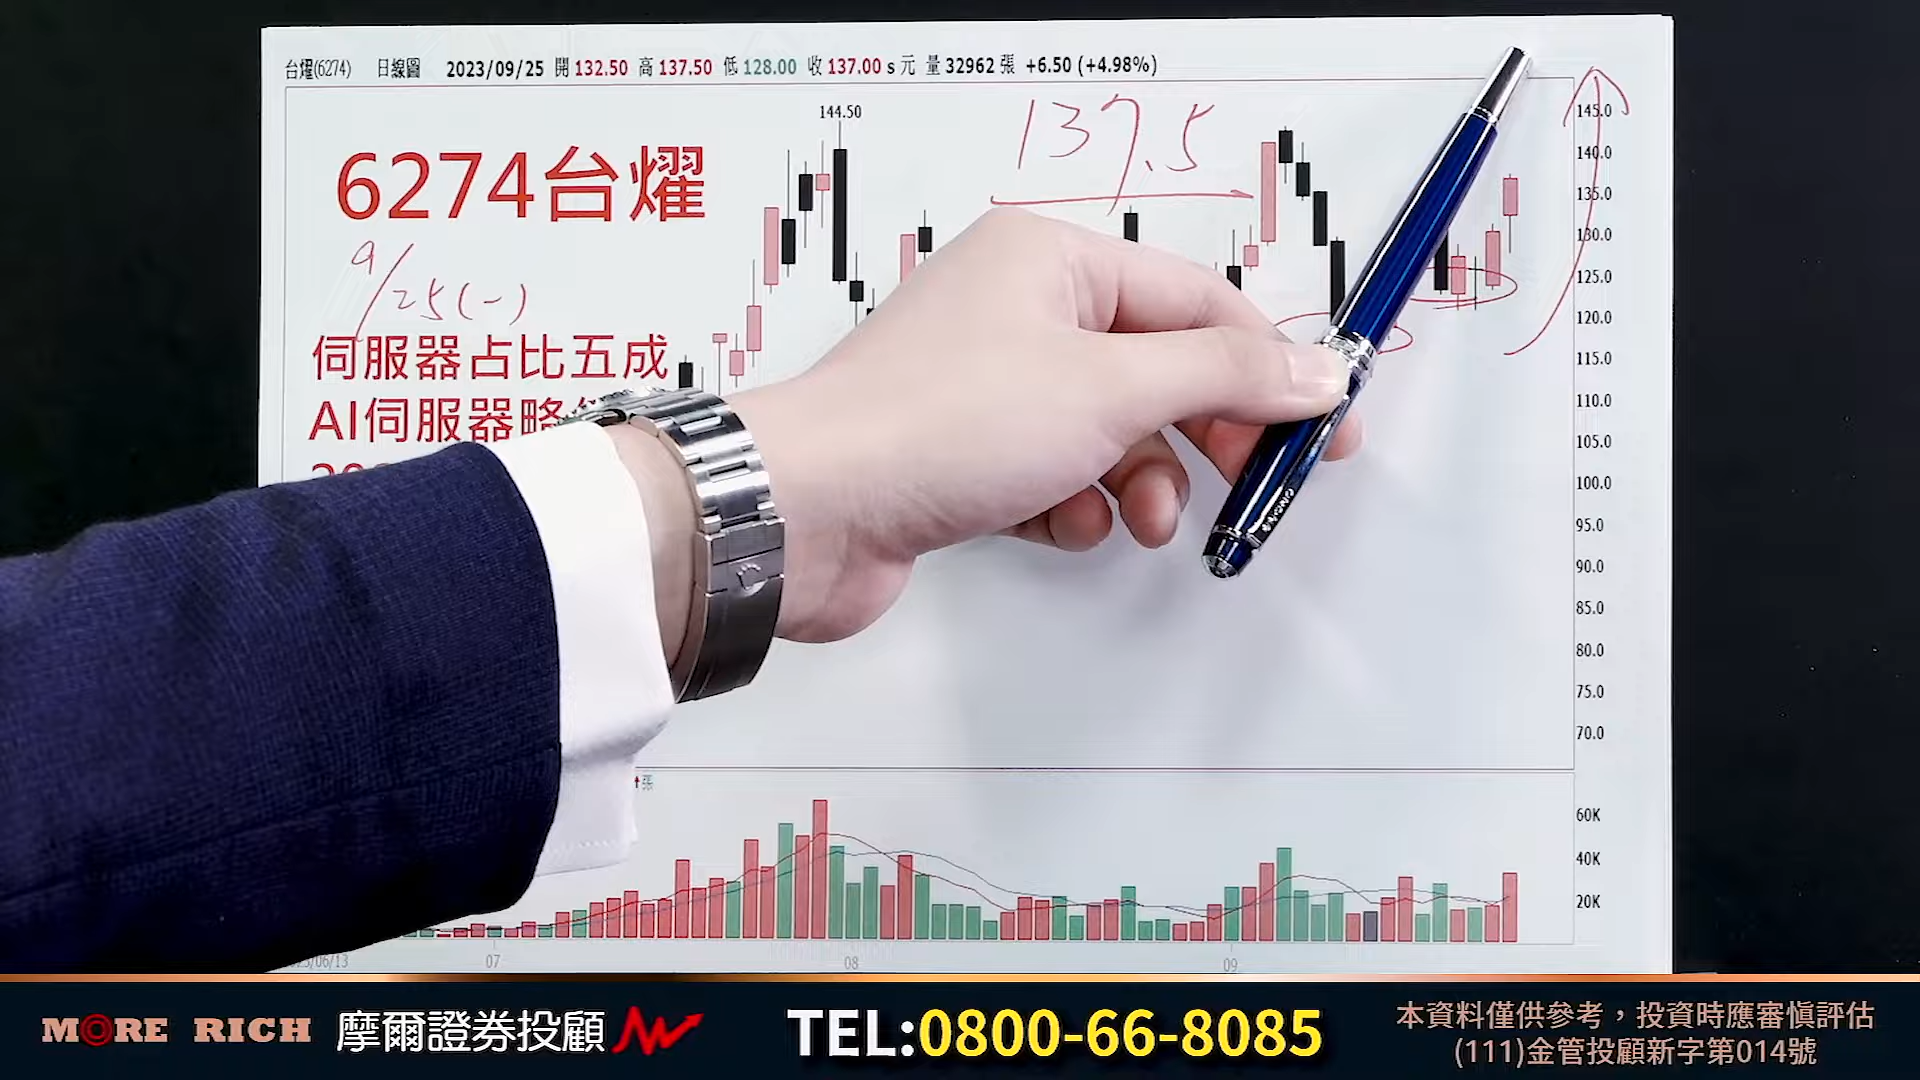 台燿(6274) 日線圖 2023/09/25 開 132.50 高 137.50 低 128.00 收 137.00 s 元 量 32962 張 +6.50 (+4.98%)
144.50
137.5
6274台燿
9/25(一)
伺服器占比五成
AI伺服器略
145.0
140.0
135.0
130.0
125.0
120.0
115.0
110.0
105.0
100.0
95.0
90.0
85.0
80.0
75.0
70.0
張
60K
40K
20K
/06/13 07 08 09
MORE RICH 摩爾證券投顧 TEL:0800-66-8085
本資料僅供參考，投資時應審慎評估
(111)金管投顧新字第014號